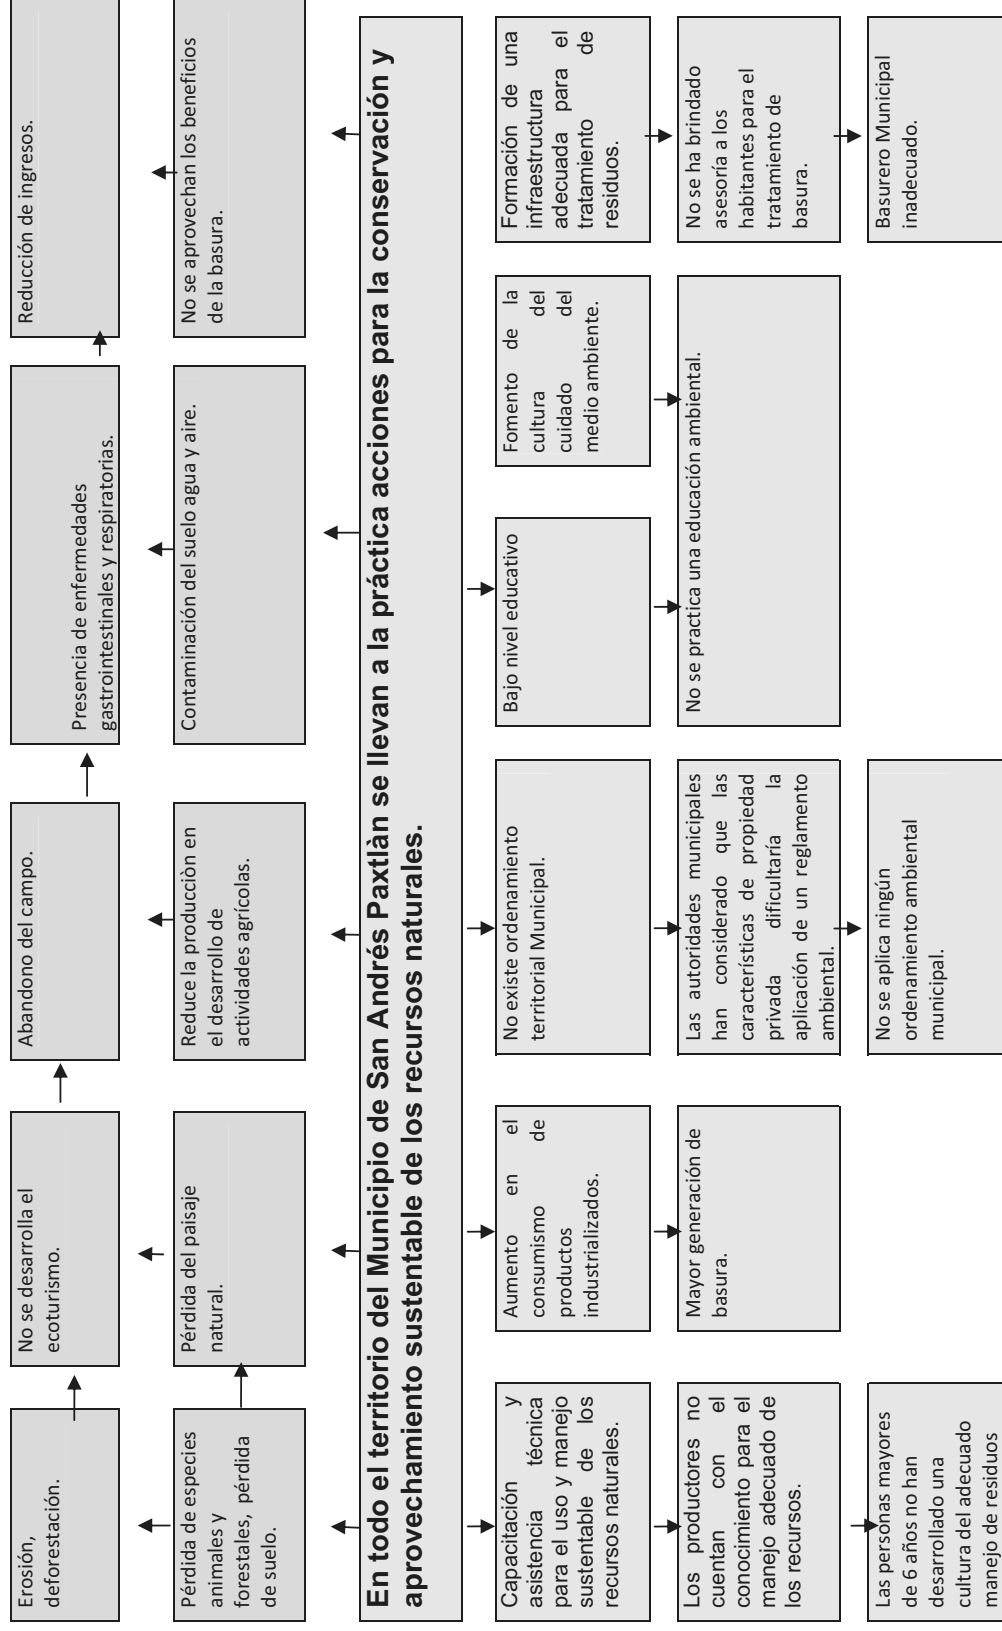 Erosión,
deforestación.
No se desarrolla el
ecoturismo.
Abandono del campo.
Presencia de enfermedades
gastrointestinales y respiratorias.
Reducción de ingresos.
Pérdida de especies
animales y
forestales, pérdida
de suelo.
Pérdida del paisaje
natural.
Reduce la producciòn en
el desarrollo de
actividades agrícolas.
Contaminación del suelo agua y aire.
No se aprovechan los beneficios
de la basura.
En todo el territorio del Municipio de San Andrés Paxtlàn se llevan a la práctica acciones para la conservación y
aprovechamiento sustentable de los recursos naturales.
Capacitación y
asistencia técnica
para el uso y manejo
sustentable de los
recursos naturales.
Aumento en el
consumismo de
productos
industrializados.
No existe ordenamiento
territorial Municipal.
Bajo nivel educativo
Fomento de la
cultura del
cuidado del
medio ambiente.
Formación de una
infraestructura
adecuada para el
tratamiento de
residuos.
Los productores no
cuentan con el
conocimiento para el
manejo adecuado de
los recursos.
Mayor generación de
basura.
Las autoridades municipales
han considerado que las
características de propiedad
privada dificultaría la
aplicación de un reglamento
ambiental.
No se practica una educación ambiental.
No se ha brindado
asesoría a los
habitantes para el
tratamiento de
basura.
Las personas mayores
de 6 años no han
desarrollado una
cultura del adecuado
manejo de residuos
No se aplica ningún
ordenamiento ambiental
municipal.
Basurero Municipal
inadecuado.